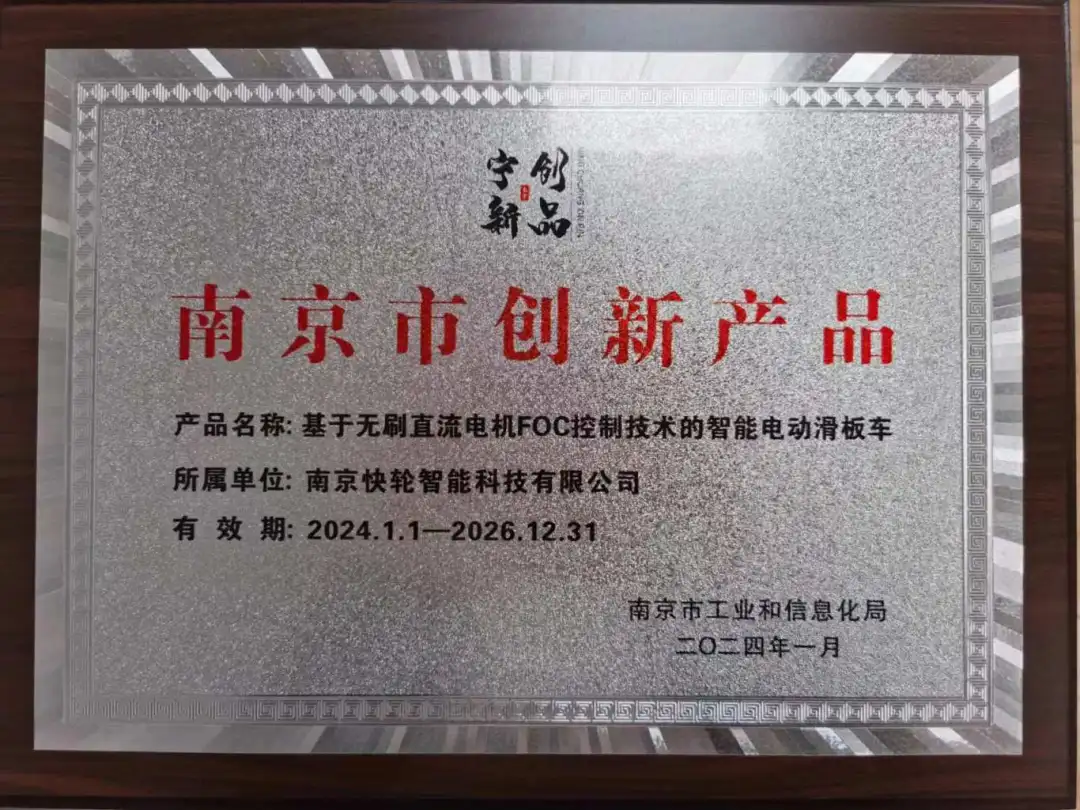 宁创
新品
南京市创新产品
产品名称: 基于无刷直流电机FOC控制技术的智能电动滑板车
所属单位: 南京快轮智能科技有限公司
有 效 期: 2024.1.1—2026.12.31
南京市工业和信息化局
二〇二四年一月